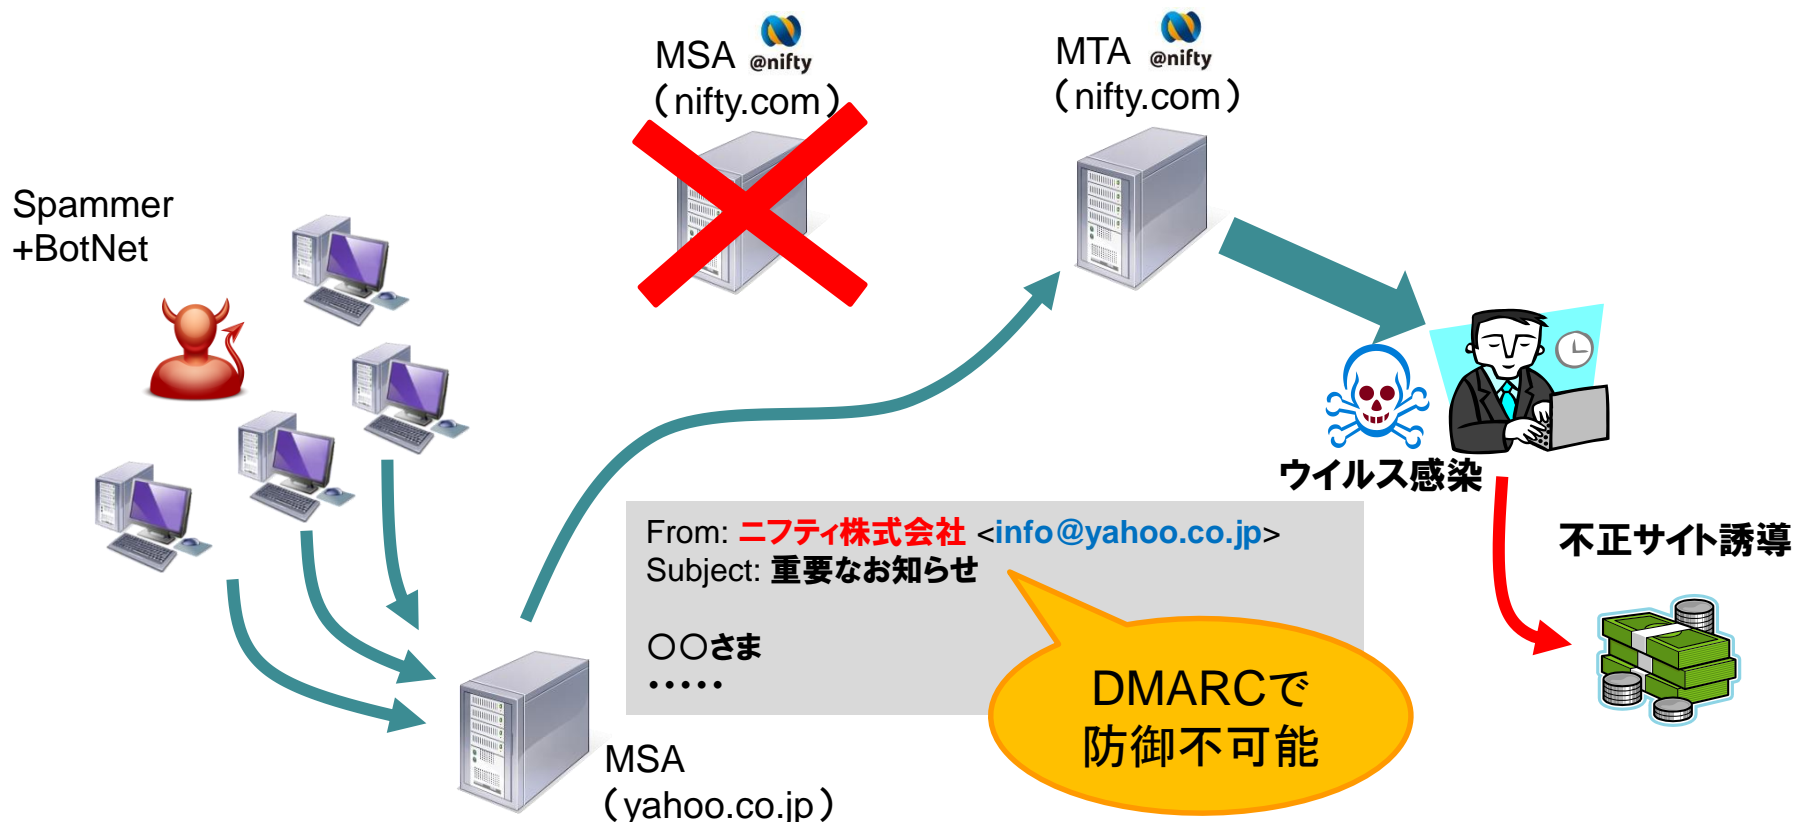 MSA @nifty
（nifty.com）
MTA @nifty
（nifty.com）
Spammer
+BotNet
ウイルス感染
From: ニフティ株式会社 <info@yahoo.co.jp>
Subject: 重要なお知らせ
〇〇さま
・・・・・
DMARCで
防御不可能
不正サイト誘導
MSA
（yahoo.co.jp）